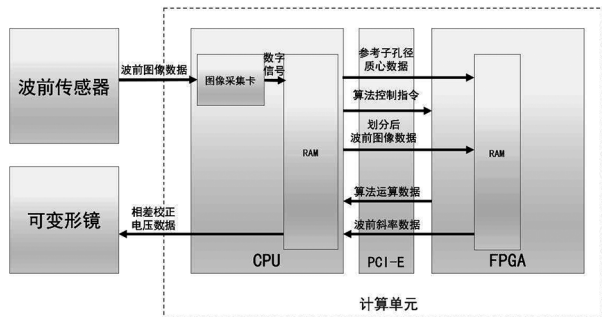 波前传感器
波前图像数据
图像采集卡
数字
信号
RAM
参考子孔径
质心数据
算法控制指令
划分后
波前图像数据
RAM
可变形镜
相差校正
电压数据
算法运算数据
波前斜率数据
CPU
PCI-E
FPGA
计算单元